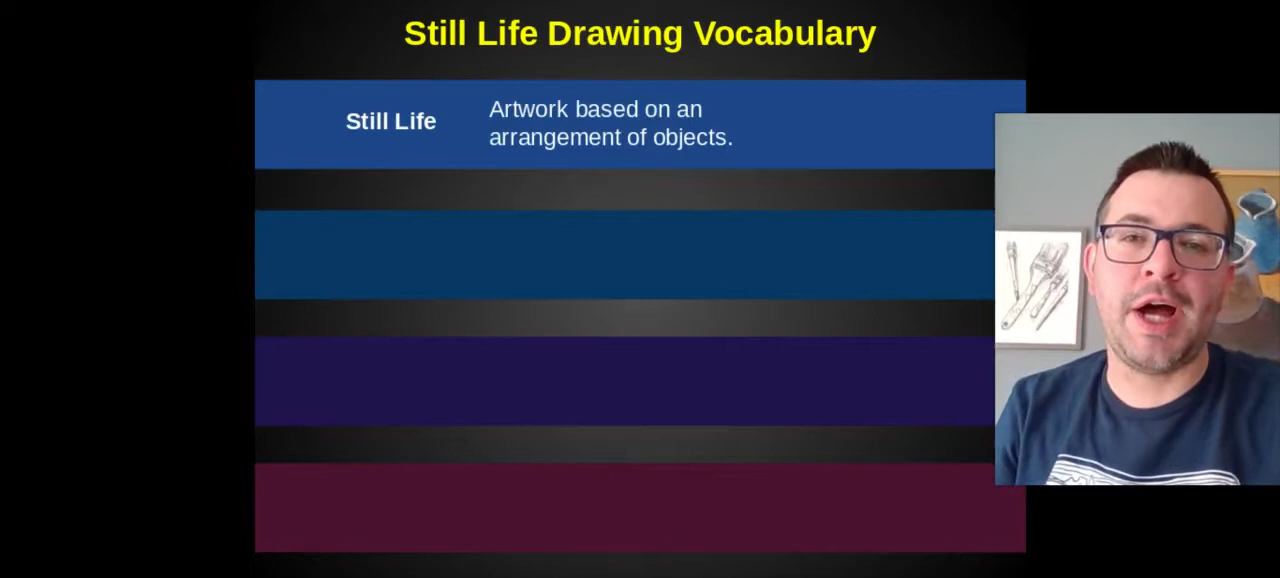 Still Life Drawing Vocabulary
Still Life
Artwork based on an
arrangement of objects.